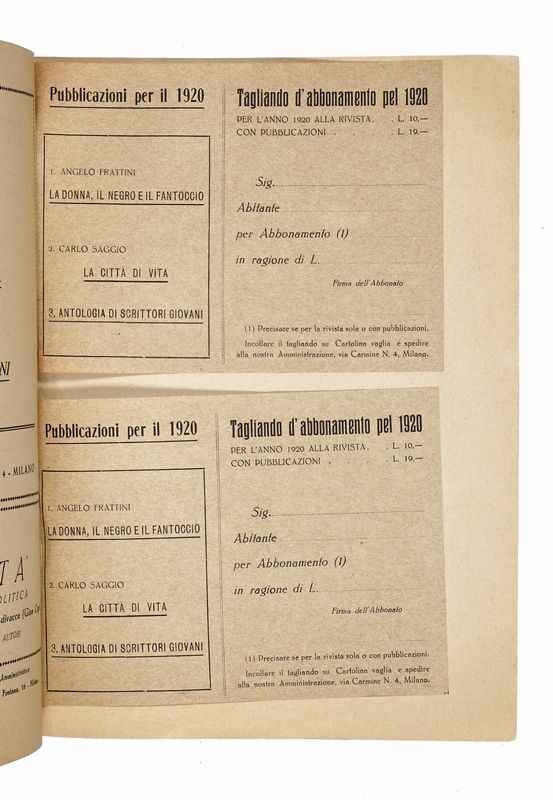 NI
4 - MILANO
TA'
OLITICA
AUTORI
Amministratore
Fontana, 16 - Milano
Pubblicazioni per il 1920
1. ANGELO FRATTINI
LA DONNA, IL NEGRO E IL FANTOCCIO
2. CARLO SAGGIO
LA CITTÀ DI VITA
3. ANTOLOGIA DI SCRITTORI GIOVANI
Tagliando d'abbonamento pel 1920
PER L'ANNO 1920 ALLA RIVISTA. . L. 10,—
CON PUBBLICAZIONI . . . . L. 19,—
Sig.
Abitante
per Abbonamento (1)
in ragione di L.
Firma dell'Abbonato
(1) Precisare se per la rivista sola o con pubblicazioni.
Incollare il tagliando su Cartolina vaglia e spedire
alla nostra Amministrazione, via Carmine N. 4, Milano.
Pubblicazioni per il 1920
1. ANGELO FRATTINI
LA DONNA, IL NEGRO E IL FANTOCCIO
2. CARLO SAGGIO
LA CITTÀ DI VITA
3. ANTOLOGIA DI SCRITTORI GIOVANI
Tagliando d'abbonamento pel 1920
PER L'ANNO 1920 ALLA RIVISTA. . L. 10,—
CON PUBBLICAZIONI . . . . L. 19,—
Sig.
Abitante
per Abbonamento (1)
in ragione di L.
Firma dell'Abbonato
(1) Precisare se per la rivista sola o con pubblicazioni.
Incollare il tagliando su Cartolina vaglia e spedire
alla nostra Amministrazione, via Carmine N. 4, Milano.